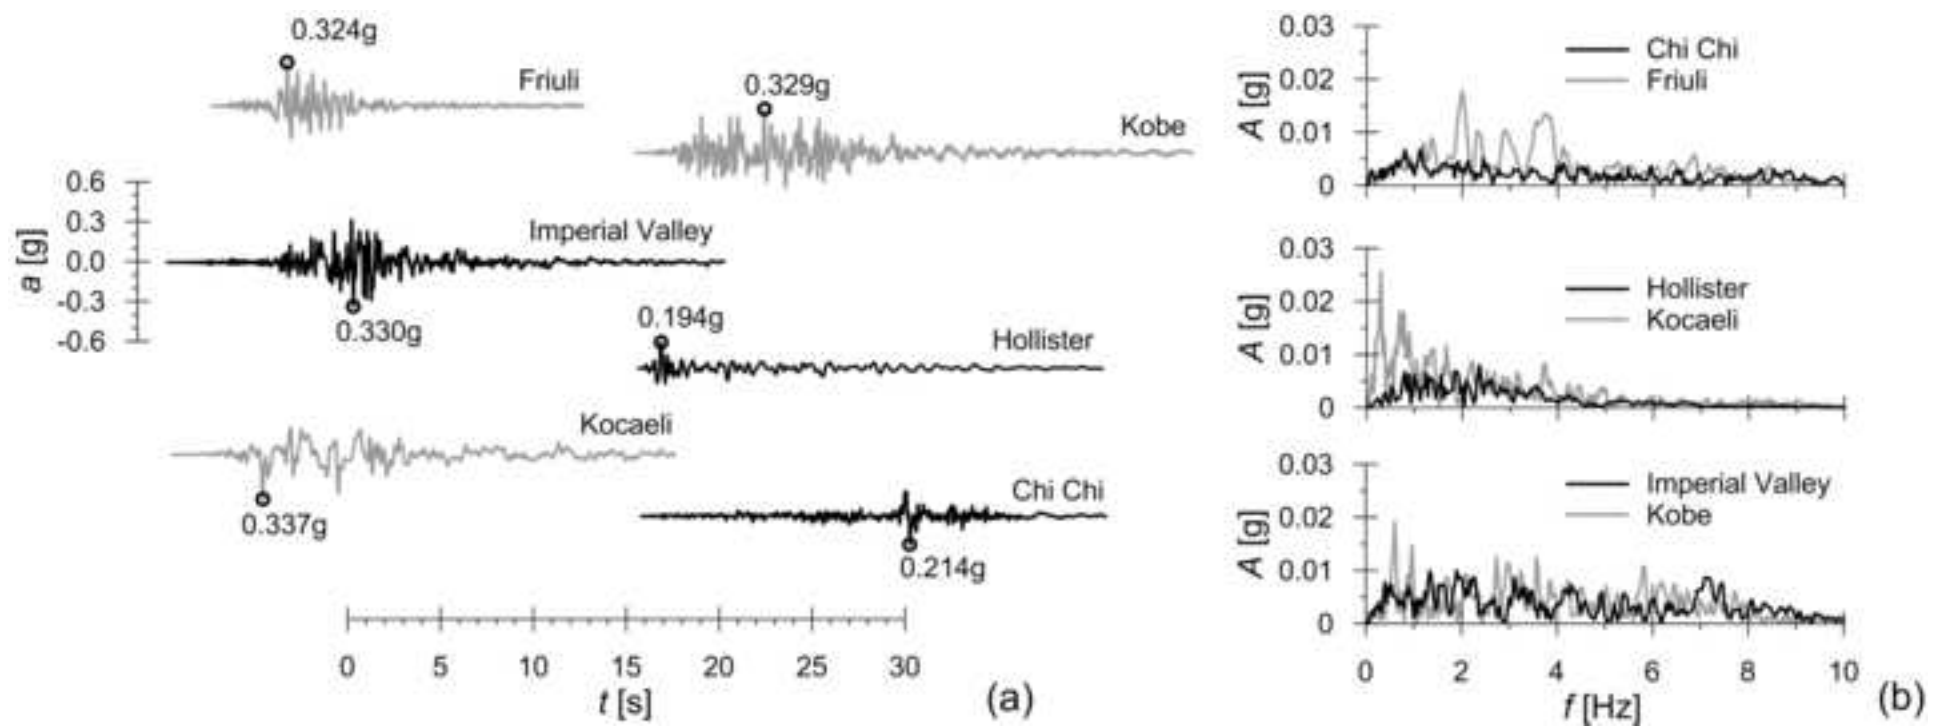 0.324g
Friuli
0.329g
Kobe
a [g]
0.6
0.3
0.0
-0.3
-0.6
Imperial Valley
0.330g
0.194g
Hollister
Kocaeli
0.337g
Chi Chi
0.214g
0 5 10 15 20 25 30
t [s]
(a)
A [g]
0.03
0.02
0.01
0
Chi Chi
Friuli
A [g]
0.03
0.02
0.01
0
Hollister
Kocaeli
A [g]
0.03
0.02
0.01
0
Imperial Valley
Kobe
0 2 4 6 8 10
f [Hz]
(b)